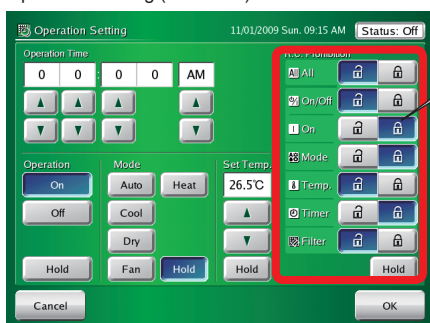 Operation Setting
11/01/2009 Sun. 09:15 AM
Status: Off
Operation Time
0 0 : 0 0 AM
R.C. Prohibition
All
On/Off
On
Mode
Temp.
Timer
Filter
Hold
Operation
On
Off
Hold
Mode
Auto Heat
Cool
Dry
Fan Hold
Set Temp.
26.5°C
Hold
Cancel
OK